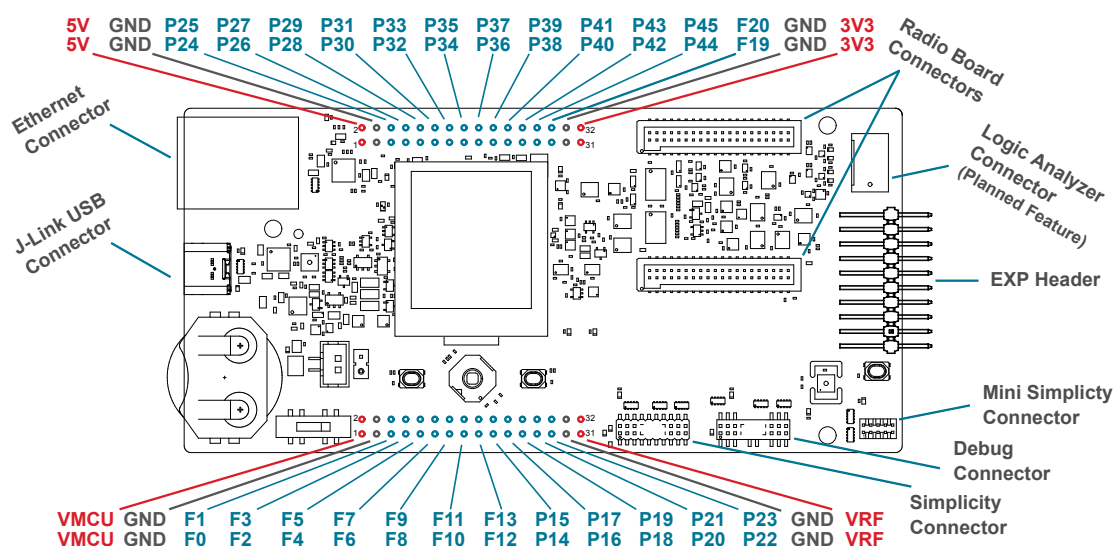 5V GND P25 P27 P29 P31 P33 P35 P37 P39 P41 P43 P45 F20 GND 3V3
5V GND P24 P26 P28 P30 P32 P34 P36 P38 P40 P42 P44 F19 GND 3V3
Radio Board
Connectors
Ethernet
Connector
2
32
1
31
Logic Analyzer
Connector
(Planned Feature)
J-Link USB
Connector
EXP Header
Mini Simplicty
Connector
2
32
1
31
Debug
Connector
Simplicity
Connector
VMCU GND F1 F3 F5 F7 F9 F11 F13 P15 P17 P19 P21 P23 GND VRF
VMCU GND F0 F2 F4 F6 F8 F10 F12 P14 P16 P18 P20 P22 GND VRF